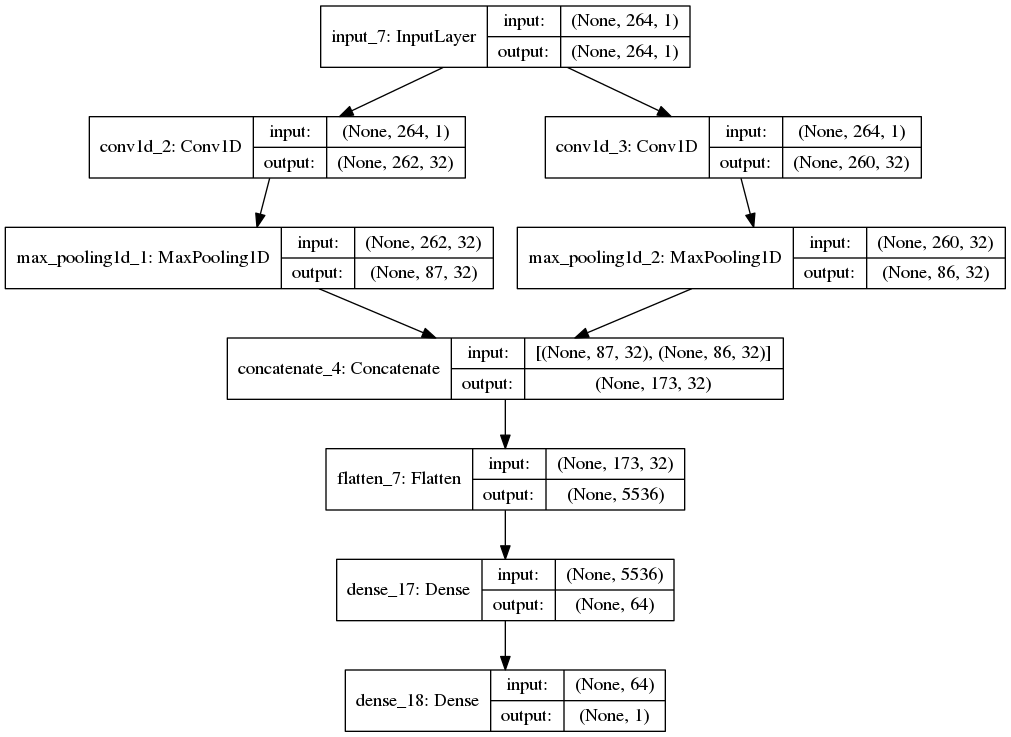 input_7: InputLayer
input: (None, 264, 1)
output: (None, 264, 1)
conv1d_2: Conv1D
input: (None, 264, 1)
output: (None, 262, 32)
conv1d_3: Conv1D
input: (None, 264, 1)
output: (None, 260, 32)
max_pooling1d_1: MaxPooling1D
input: (None, 262, 32)
output: (None, 87, 32)
max_pooling1d_2: MaxPooling1D
input: (None, 260, 32)
output: (None, 86, 32)
concatenate_4: Concatenate
input: [(None, 87, 32), (None, 86, 32)]
output: (None, 173, 32)
flatten_7: Flatten
input: (None, 173, 32)
output: (None, 5536)
dense_17: Dense
input: (None, 5536)
output: (None, 64)
dense_18: Dense
input: (None, 64)
output: (None, 1)